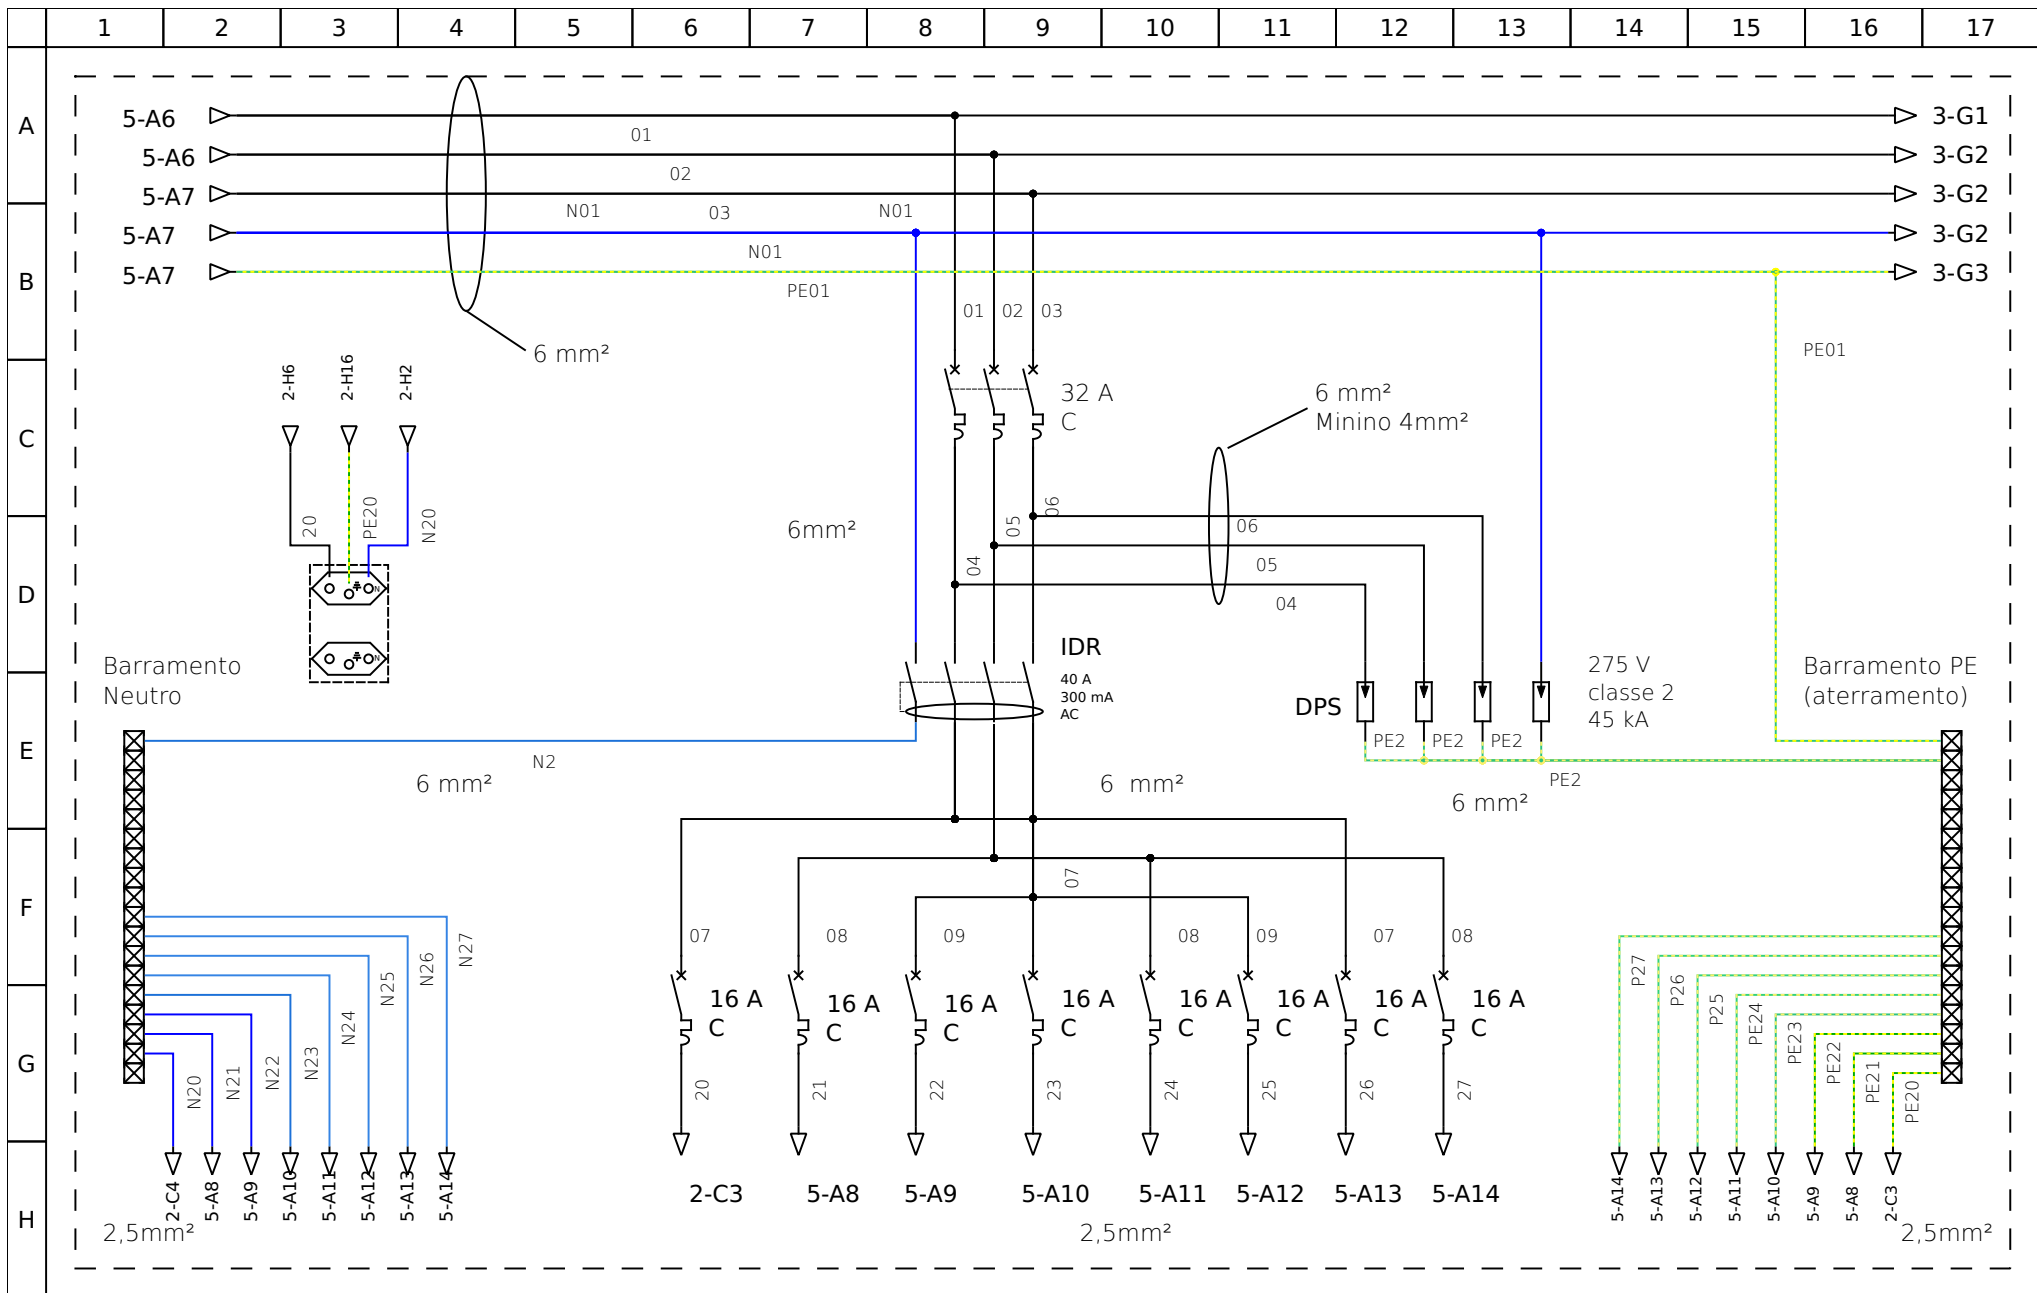 1 2 3 4 5 6 7 8 9 10 11 12 13 14 15 16 17
A
5-A6
01
3-G1
5-A6
02
3-G2
5-A7
N01 03 N01
3-G2
5-A7
N01
3-G2
B
5-A7
PE01
3-G3
01 02 03
6 mm²
PE01
2-H6
2-H16
2-H2
32 A
C
6 mm²
Minino 4mm²
C
20
PE20
N20
6mm²
04
05
06
06
05
04
D
N
N
IDR
40 A
300 mA
AC
DPS
275 V
classe 2
45 kA
Barramento
Neutro
Barramento PE
(aterramento)
E
N2
PE2 PE2 PE2
PE2
6 mm²
6 mm²
6 mm²
F
07
07 08 09 08 09 07 08
N27
N26
N25
N24
N23
N22
N21
N20
P27
P26
P25
PE24
PE23
PE22
PE21
PE20
G
16 A
C
16 A
C
16 A
C
16 A
C
16 A
C
16 A
C
16 A
C
16 A
C
20
21
22
23
24
25
26
27
H
2-C4
5-A8
5-A9
5-A10
5-A11
5-A12
5-A13
5-A14
2-C3 5-A8 5-A9 5-A10 5-A11 5-A12 5-A13 5-A14
5-A14
5-A13
5-A12
5-A11
5-A10
5-A9
5-A8
2-C3
2,5mm²
2,5mm²
2,5mm²